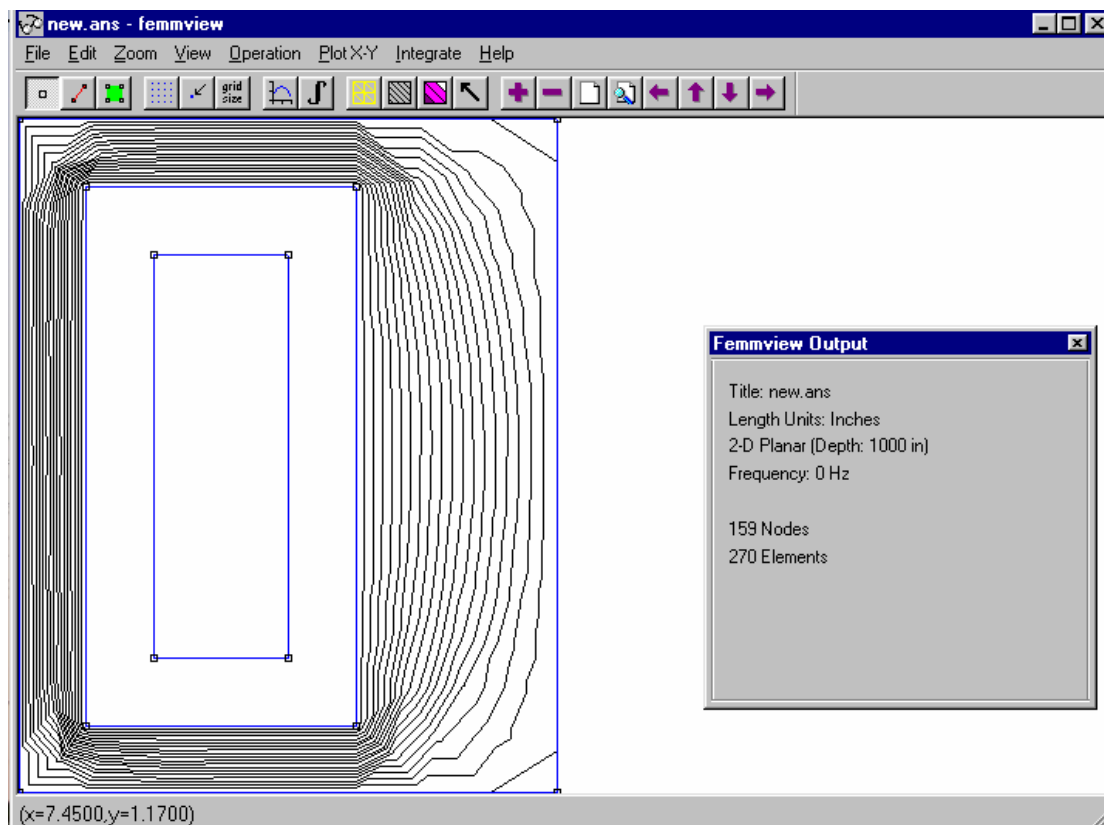 new.ans - femmview
File Edit Zoom View Operation Plot X-Y Integrate Help
grid
size
Femmview Output
Title: new.ans
Length Units: Inches
2-D Planar (Depth: 1000 in)
Frequency: 0 Hz
159 Nodes
270 Elements
(x=7.4500,y=1.1700)